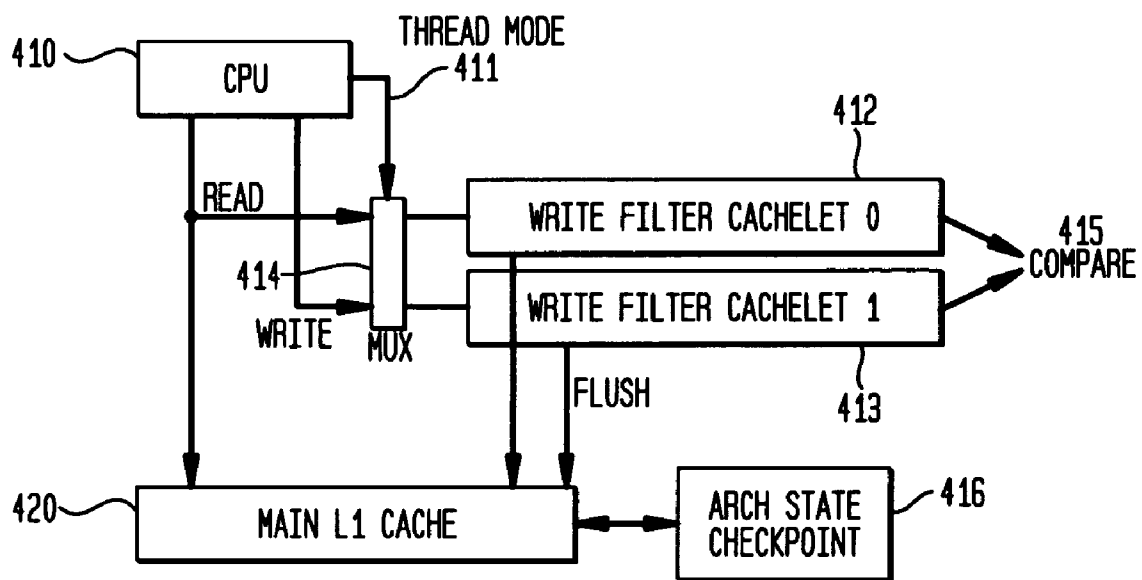 410
CPU
THREAD MODE
411
412
READ
WRITE FILTER CACHELET 0
415
COMPARE
414
WRITE
MUX
WRITE FILTER CACHELET 1
FLUSH
413
420
MAIN L1 CACHE
ARCH STATE
CHECKPOINT
416